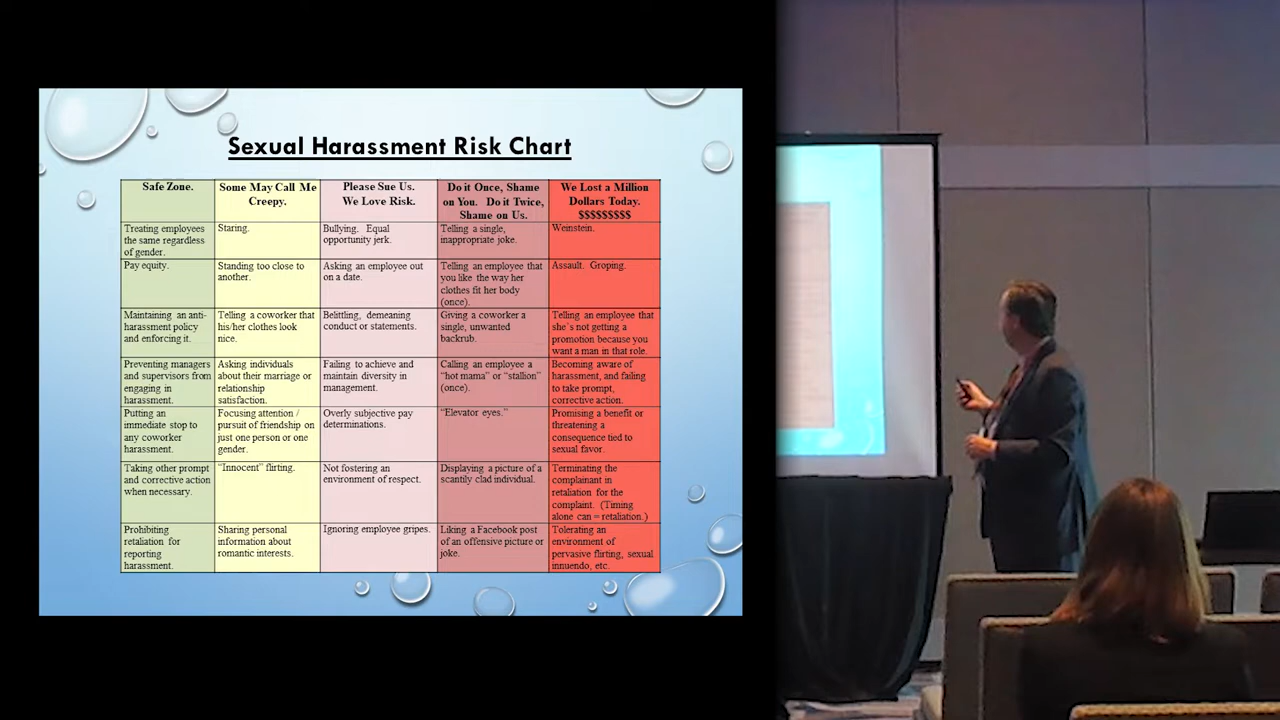 Sexual Harassment Risk Chart
Safe Zone.
Some May Call Me
Creepy.
Please Sue Us.
We Love Risk.
Do it Once, Shame
on You. Do it Twice,
Shame on Us.
We Lost a Million
Dollars Today.
$$$$$$$$$
Treating employees
the same regardless
of gender.
Staring.
Bullying. Equal
opportunity jerk.
Telling a single,
inappropriate joke.
Weinstein.
Pay equity.
Standing too close to
another.
Asking an employee out
on a date.
Telling an employee that
you like the way her
clothes fit her body
(once).
Assault. Groping.
Maintaining an anti-
harassment policy
and enforcing it.
Telling a coworker that
his/her clothes look
nice.
Belittling, demeaning
conduct or statements.
Giving a coworker a
single, unwanted
backrub.
Telling an employee that
she`s not getting a
promotion because you
want a man in that role.
Preventing managers
and supervisors from
engaging in
harassment.
Asking individuals
about their marriage or
relationship
satisfaction.
Failing to achieve and
maintain diversity in
management.
Calling an employee a
“hot mama” or “stallion”
(once).
Becoming aware of
harassment, and failing
to take prompt,
corrective action.
Putting an
immediate stop to
any coworker
harassment.
Focusing attention /
pursuit of friendship on
just one person or one
gender.
Overly subjective pay
determinations.
“Elevator eyes.”
Promising a benefit or
threatening a
consequence tied to
sexual favor.
Taking other prompt
and corrective action
when necessary.
“Innocent” flirting.
Not fostering an
environment of respect.
Displaying a picture of a
scantily clad individual.
Terminating the
complainant in
retaliation for the
complaint. (Timing
alone can = retaliation.)
Prohibiting
retaliation for
reporting
harassment.
Sharing personal
information about
romantic interests.
Ignoring employee gripes.
Liking a Facebook post
of an offensive picture or
joke.
Tolerating an
environment of
pervasive flirting, sexual
innuendo, etc.